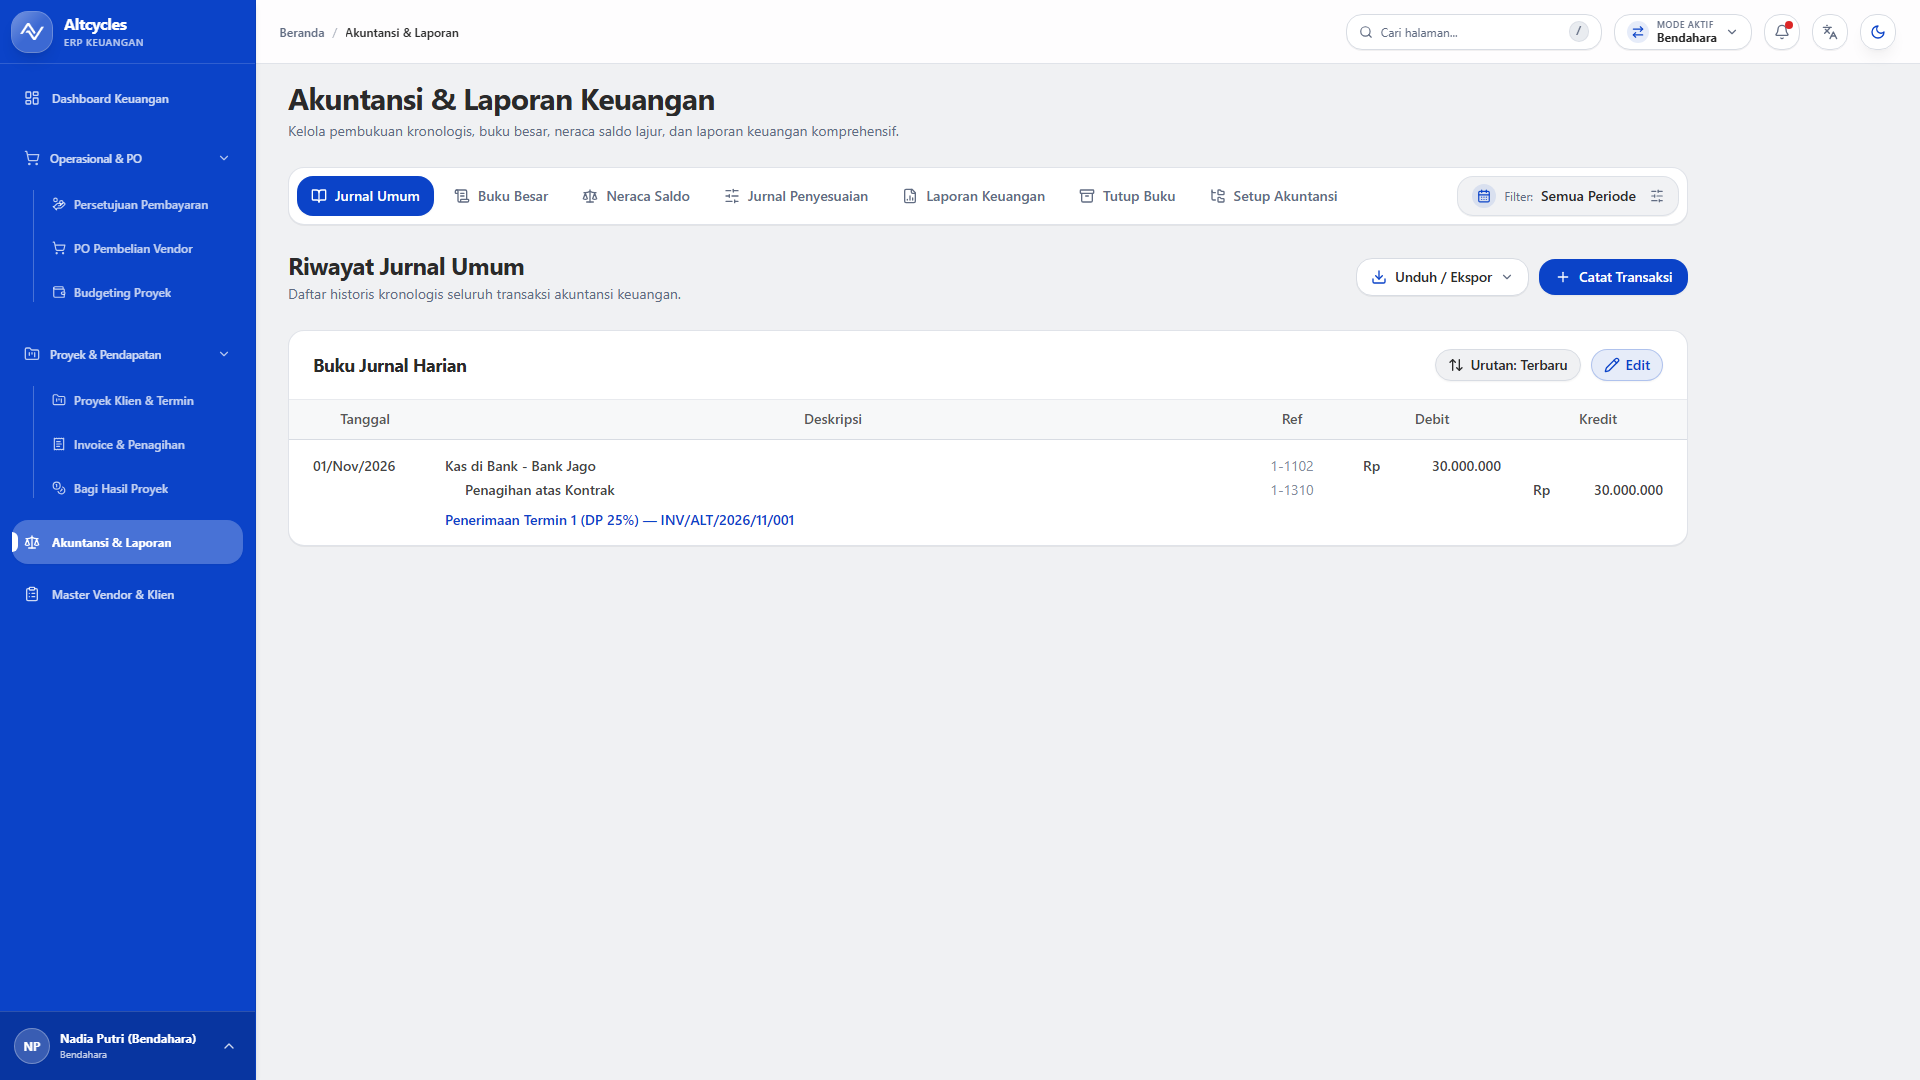 Altcycles
ERP KEUANGAN
Dashboard Keuangan
Operasional & PO
Persetujuan Pembayaran
PO Pembelian Vendor
Budgeting Proyek
Proyek & Pendapatan
Proyek Klien & Termin
Invoice & Penagihan
Bagi Hasil Proyek
Akuntansi & Laporan
Master Vendor & Klien
NP
Nadia Putri (Bendahara)
Bendahara
Beranda / Akuntansi & Laporan
Cari halaman... /
MODE AKTIF
Bendahara
Akuntansi & Laporan Keuangan
Kelola pembukuan kronologis, buku besar, neraca saldo lajur, dan laporan keuangan komprehensif.
Jurnal Umum Buku Besar Neraca Saldo Jurnal Penyesuaian Laporan Keuangan Tutup Buku Setup Akuntansi Filter: Semua Periode
Riwayat Jurnal Umum
Daftar historis kronologis seluruh transaksi akuntansi keuangan.
Unduh / Ekspor
Catat Transaksi
Buku Jurnal Harian
Urutan: Terbaru
Edit
Tanggal Deskripsi Ref Debit Kredit
01/Nov/2026 Kas di Bank - Bank Jago 1-1102 Rp 30.000.000
Penagihan atas Kontrak 1-1310 Rp 30.000.000
Penerimaan Termin 1 (DP 25%) — INV/ALT/2026/11/001